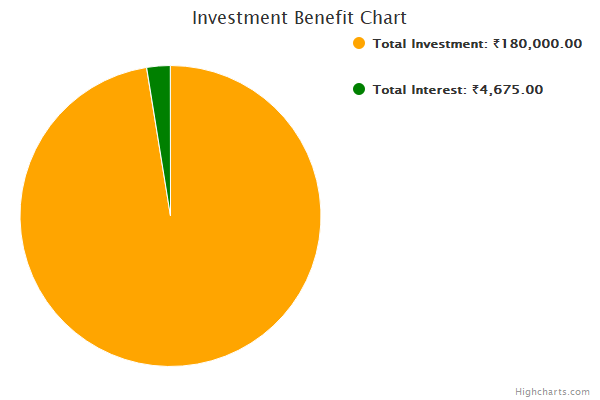 Investment Benefit Chart
Total Investment: ₹180,000.00
Total Interest: ₹4,675.00
Highcharts.com